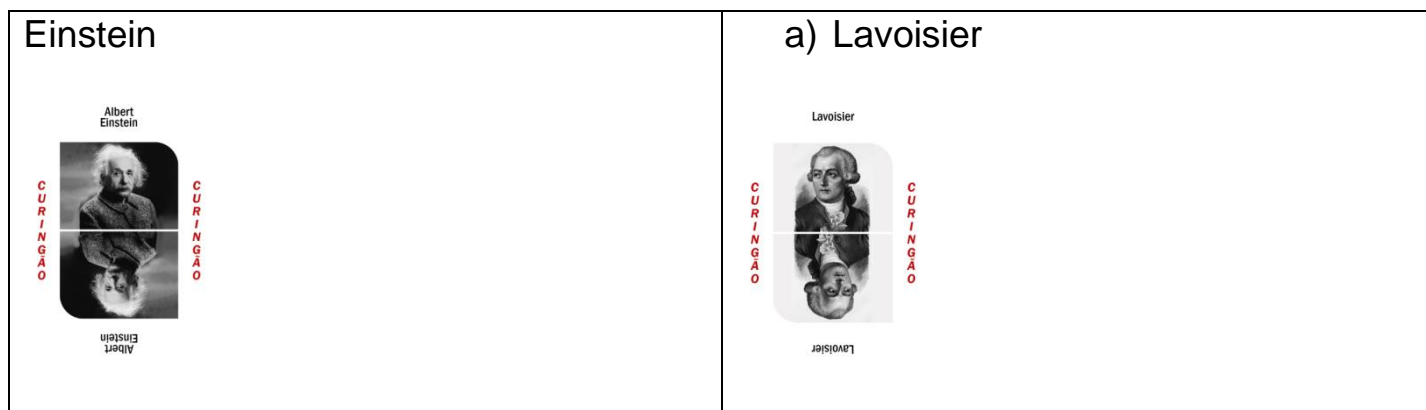 Einstein
Albert
Einstein
CURINGÃO
CURINGÃO
Albert
Einstein
a) Lavoisier
Lavoisier
CURINGÃO
CURINGÃO
Lavoisier